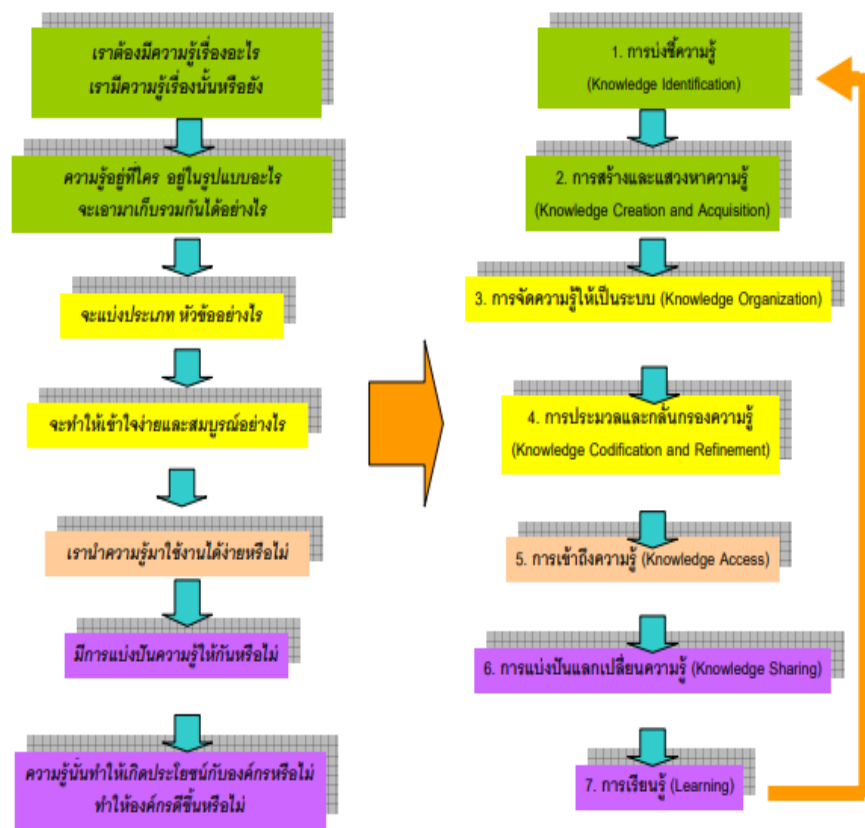 เราต้องมีความรู้เรื่องอะไร
เรามีความรู้เรื่องนั้นหรือยัง
ความรู้อยู่ที่ใคร อยู่ในรูปแบบอะไร
จะเอามาเก็บรวมกันได้อย่างไร
จะแบ่งประเภท หัวข้ออย่างไร
จะทำให้เข้าใจง่ายและสมบูรณ์อย่างไร
เรานำความรู้มาใช้งานได้ง่ายหรือไม่
มีการแบ่งปันความรู้ให้กันหรือไม่
ความรู้นั้นทำให้เกิดประโยชน์กับองค์กรหรือไม่
ทำให้องค์กรดีขึ้นหรือไม่
1. การบ่งชี้ความรู้
(Knowledge Identification)
2. การสร้างและแสวงหาความรู้
(Knowledge Creation and Acquisition)
3. การจัดความรู้ให้เป็นระบบ (Knowledge Organization)
4. การประมวลและกลั่นกรองความรู้
(Knowledge Codification and Refinement)
5. การเข้าถึงความรู้ (Knowledge Access)
6. การแบ่งปันแลกเปลี่ยนความรู้ (Knowledge Sharing)
7. การเรียนรู้ (Learning)